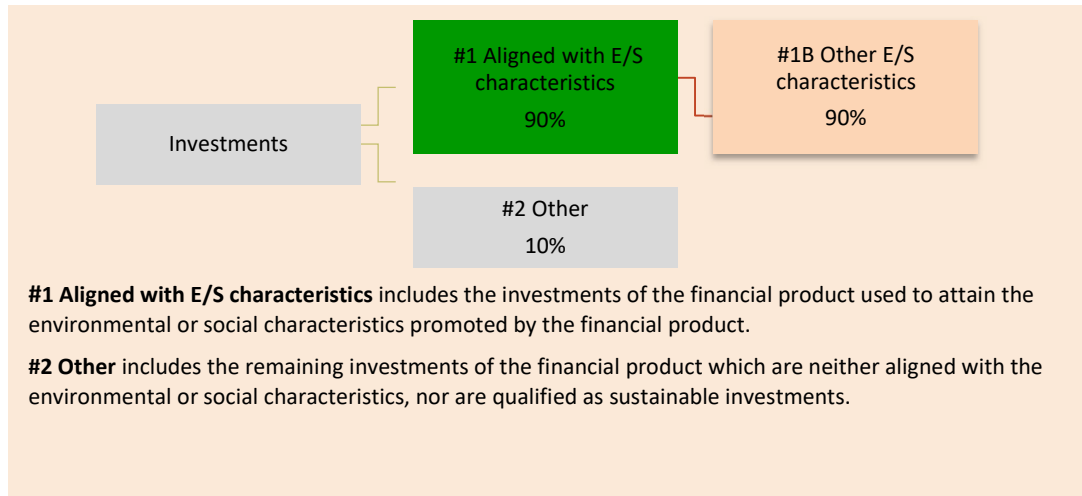 #1 Aligned with E/S
characteristics
90%
#1B Other E/S
characteristics
90%
Investments
#2 Other
10%
#1 Aligned with E/S characteristics includes the investments of the financial product used to attain the
environmental or social characteristics promoted by the financial product.
#2 Other includes the remaining investments of the financial product which are neither aligned with the
environmental or social characteristics, nor are qualified as sustainable investments.